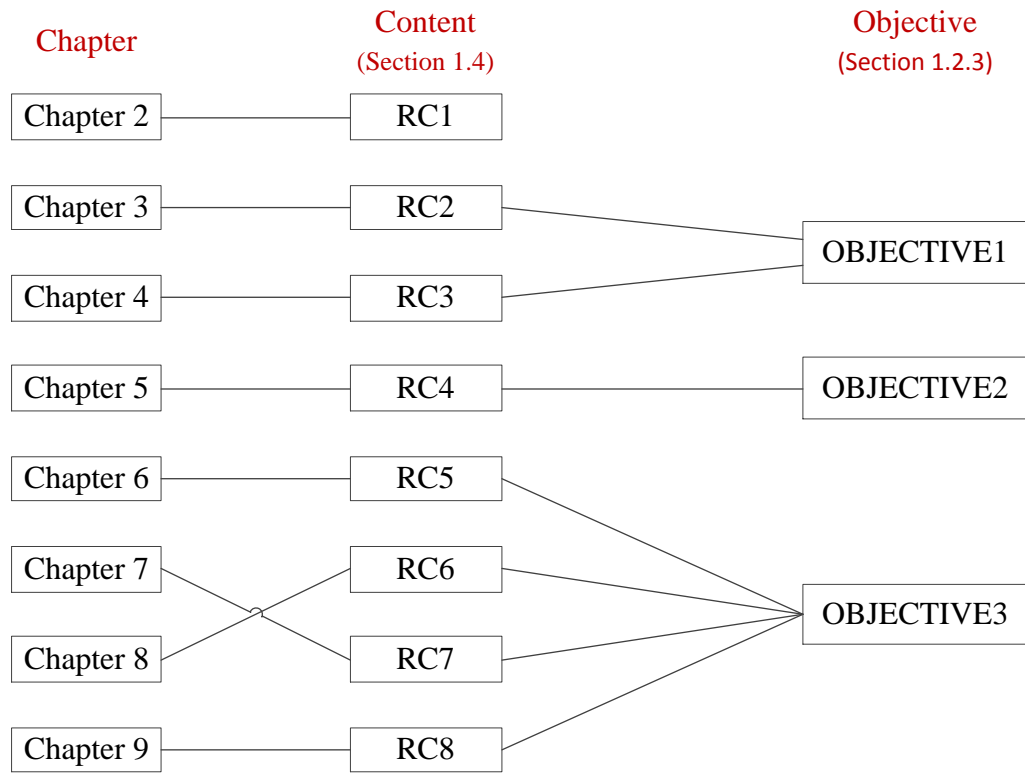 Chapter
Content
(Section 1.4)
Objective
(Section 1.2.3)
Chapter 2
RC1
Chapter 3
RC2
OBJECTIVE1
Chapter 4
RC3
Chapter 5
RC4
OBJECTIVE2
Chapter 6
RC5
Chapter 7
RC6
OBJECTIVE3
Chapter 8
RC7
Chapter 9
RC8